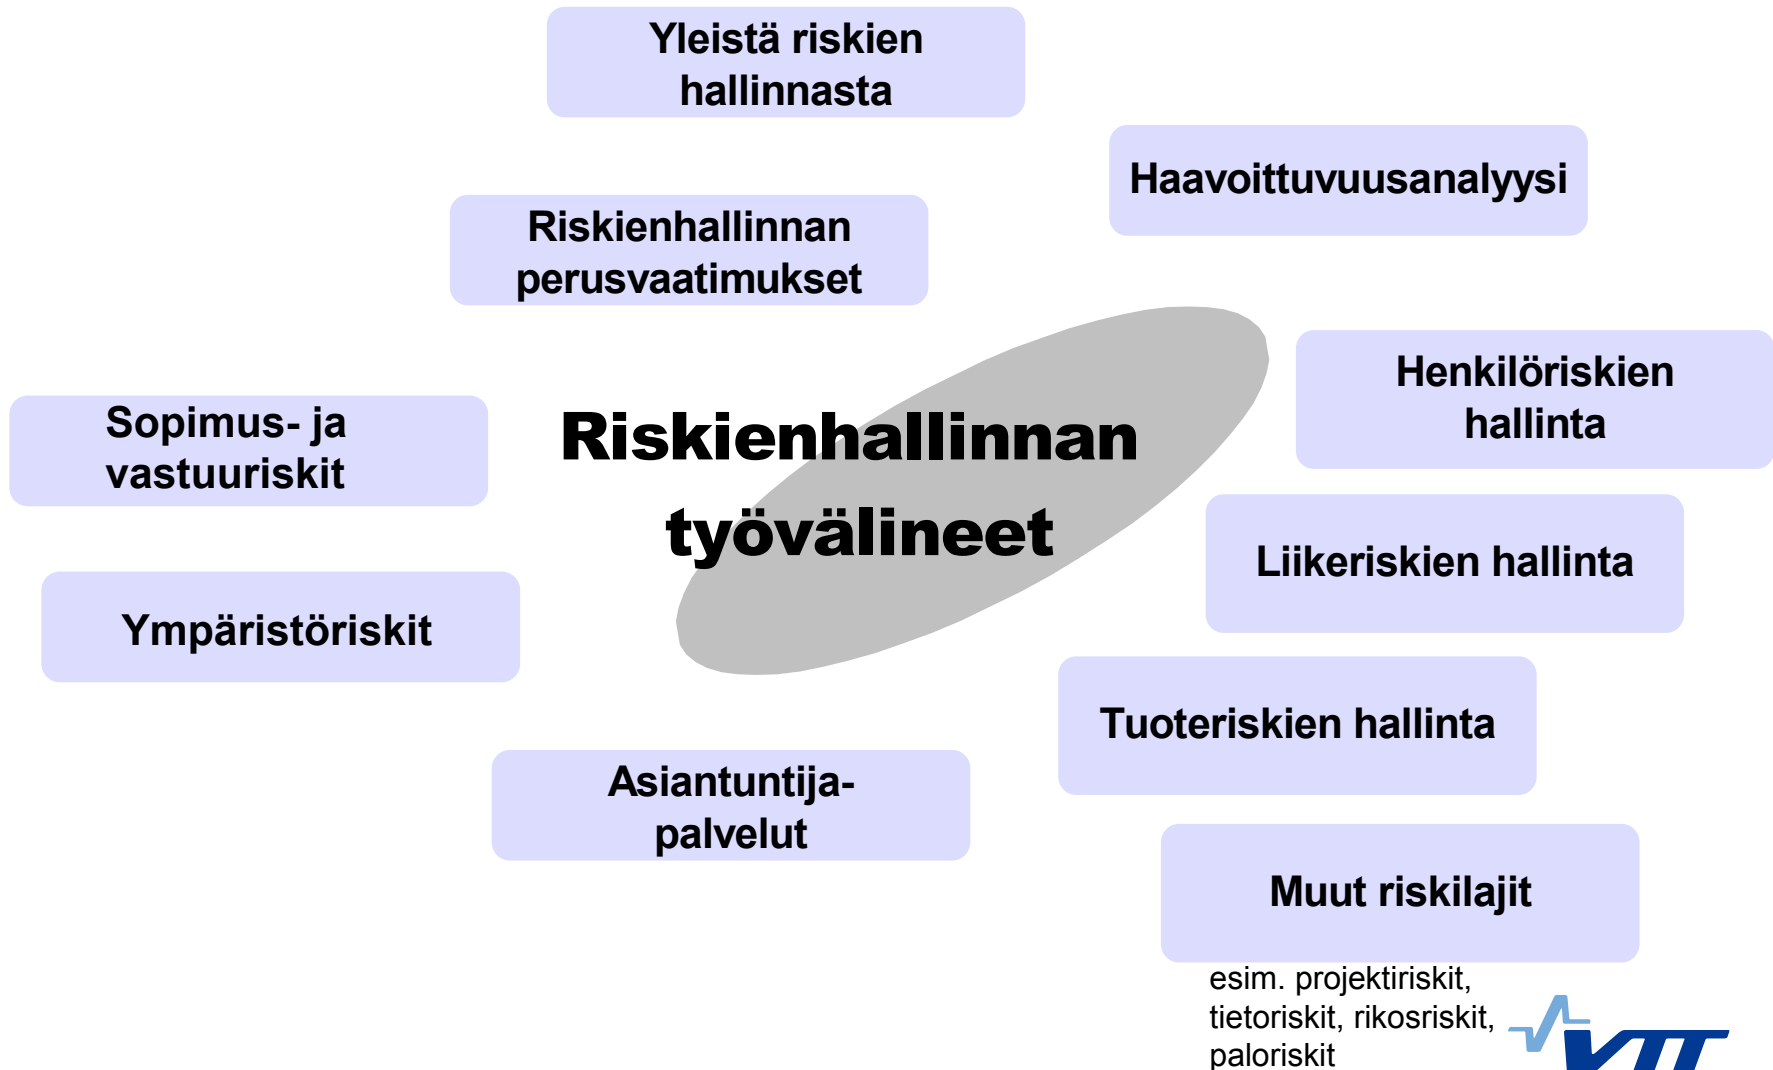 Yleistä riskien
hallinnasta
Haavoittuvuusanalyysi
Riskienhallinnan
perusvaatimukset
Henkilöriskien
hallinta
Sopimus- ja
vastuuriskit
Riskienhallinnan
työvälineet
Liikeriskien hallinta
Ympäristöriskit
Tuoteriskien hallinta
Asiantuntija-
palvelut
Muut riskilajit
esim. projektiriskit,
tietoriskit, rikosriskit,
paloriskit
VTT